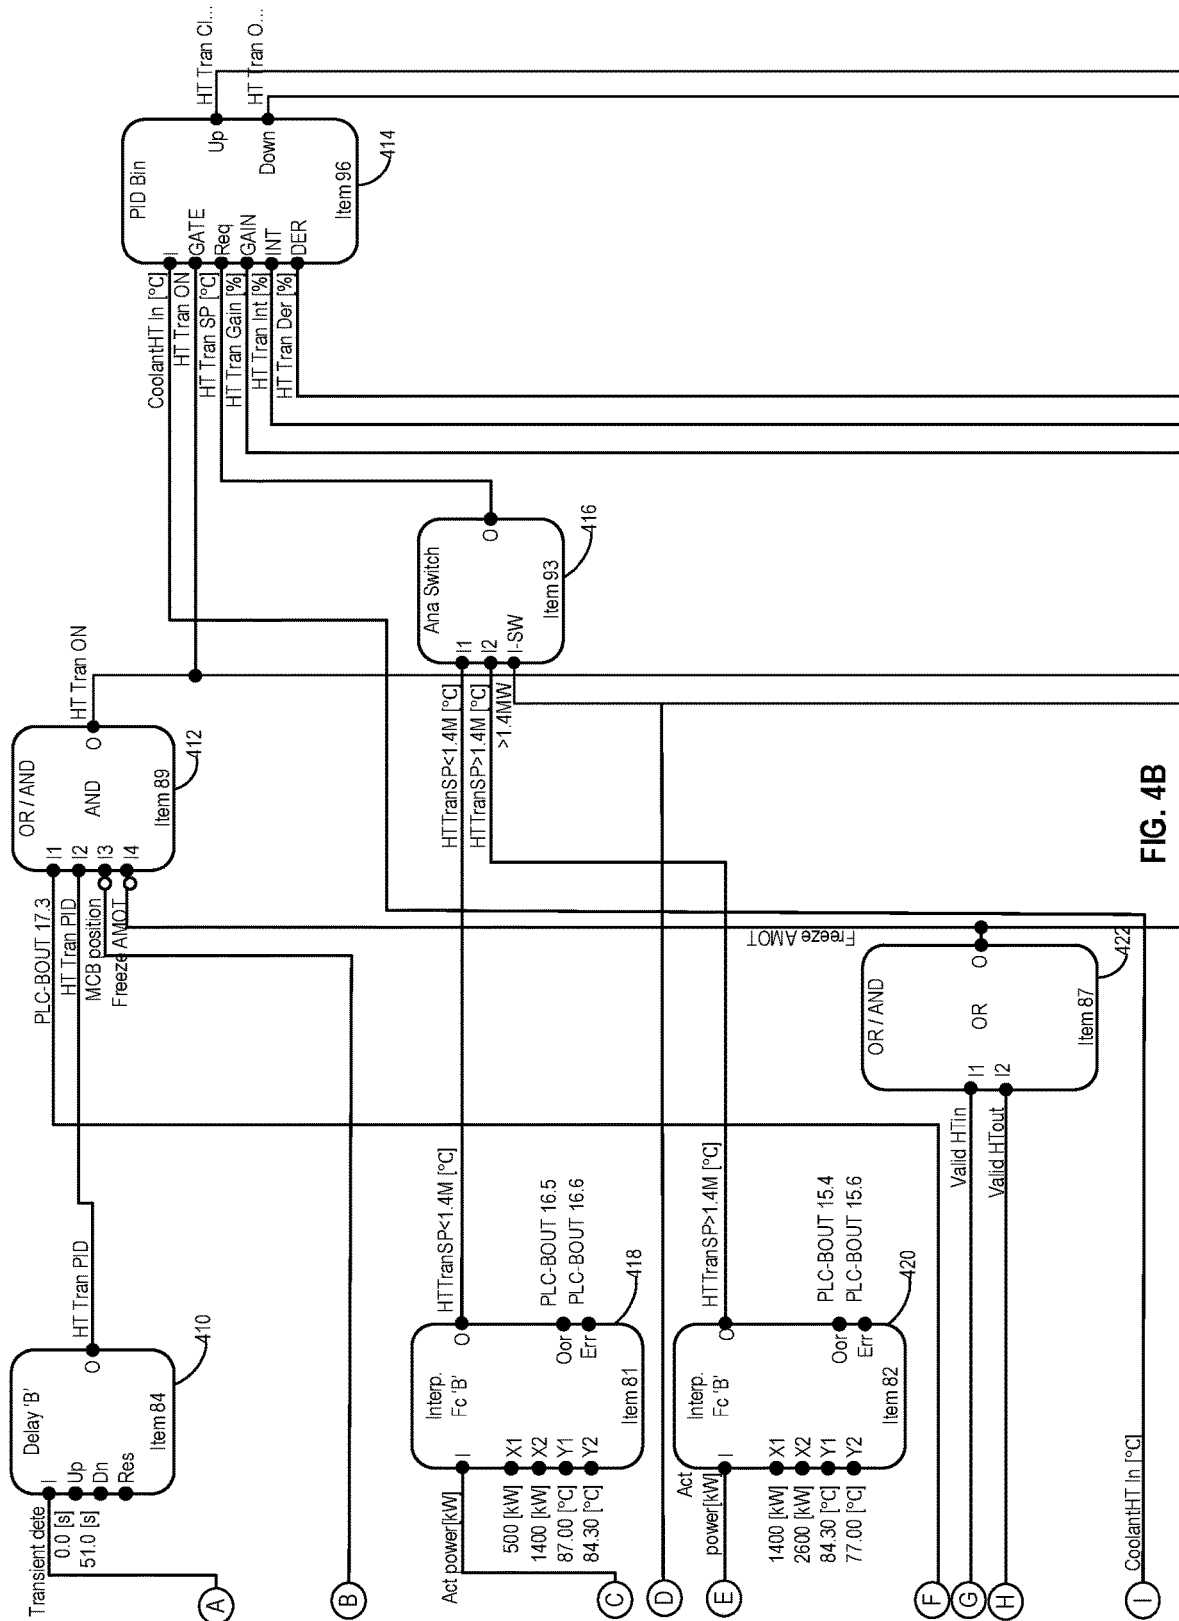 Transient dete
0.0 [s]
51.0 [s]
I
Up
Dn
Res
Delay 'B'
O
Item 84
410
HT Tran PID
A
PLC-BOUT 17.3
HT Tran PID
MCB position
Freeze AMOT
I1
I2
I3
I4
OR / AND
AND
O
Item 89
412
HT Tran ON
B
CoolantHT In [°C]
HT Tran ON
HT Tran SP [°C]
HT Tran Gain [%]
HT Tran Int [%]
HT Tran Der [%]
I
GATE
Req
GAIN
INT
DER
PID Bin
Up
Down
Item 96
414
HT Tran Cl...
HT Tran O...
Act power[kW]
500 [kW]
1400 [kW]
87.00 [°C]
84.30 [°C]
I
X1
X2
Y1
Y2
Interp.
Fc 'B'
O
Oor
Err
Item 81
418
HTTranSP<1.4M [°C]
PLC-BOUT 16.5
PLC-BOUT 16.6
C
HTTranSP<1.4M [°C]
HTTranSP>1.4M [°C]
>1.4MW
I1
I2
I-SW
Ana Switch
O
Item 93
416
D
Act
power[kW]
1400 [kW]
2600 [kW]
84.30 [°C]
77.00 [°C]
I
X1
X2
Y1
Y2
Interp.
Fc 'B'
O
Oor
Err
Item 82
420
HTTranSP>1.4M [°C]
PLC-BOUT 15.4
PLC-BOUT 15.6
E
F
G
H
Valid HTin
Valid HTout
I1
I2
OR / AND
OR
O
Item 87
422
Freeze AMOT
I
CoolantHT In [°C]
FIG. 4B